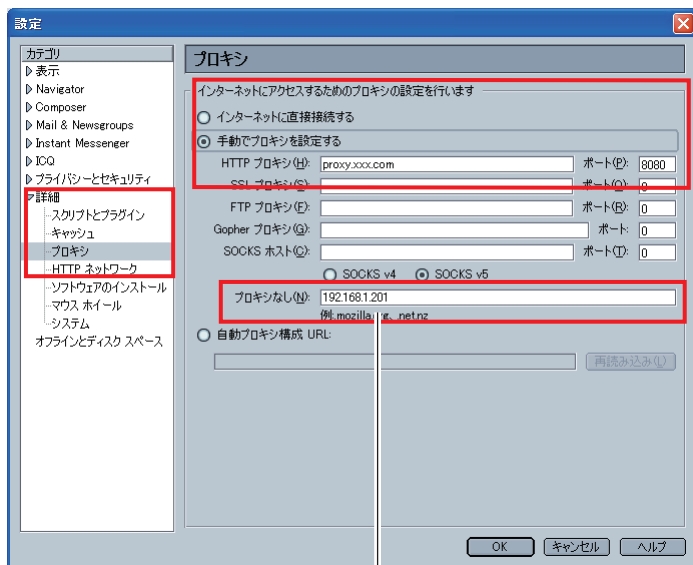 設定
カテゴリ
表示
Navigator
Composer
Mail & Newsgroups
Instant Messenger
ICQ
プライバシーとセキュリティ
詳細
スクリプトとプラグイン
キャッシュ
プロキシ
HTTP ネットワーク
ソフトウェアのインストール
マウス ホイール
システム
オフラインとディスク スペース
プロキシ
インターネットにアクセスするためのプロキシの設定を行います
インターネットに直接接続する
手動でプロキシを設定する
HTTP プロキシ(H): proxy.xxx.com ポート(P): 8080
SSL プロキシ(S): ポート(O): 0
FTP プロキシ(F): ポート(R): 0
Gopher プロキシ(G): ポート: 0
SOCKS ホスト(C): ポート(T): 0
SOCKS v4 SOCKS v5
プロキシなし(N): 192.168.1.201
例: mozilla.org、.net.nz
自動プロキシ構成 URL:
再読み込み(L)
OK キャンセル ヘルプ